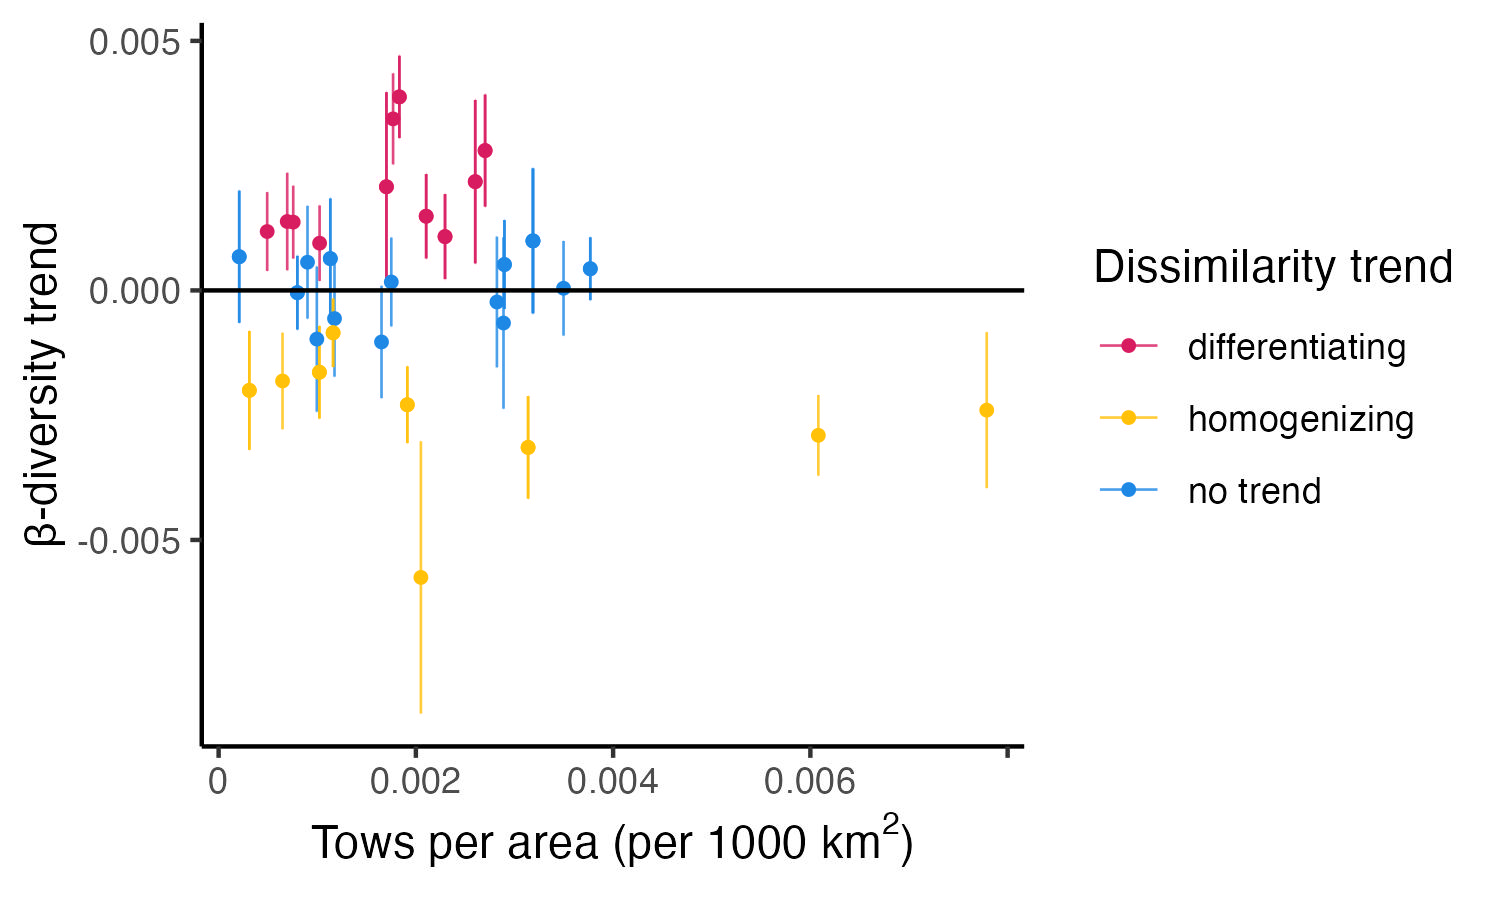 0.005
0.000
-0.005
β-diversity trend
0
0.002
0.004
0.006
Tows per area (per 1000 km²)
Dissimilarity trend
differentiating
homogenizing
no trend